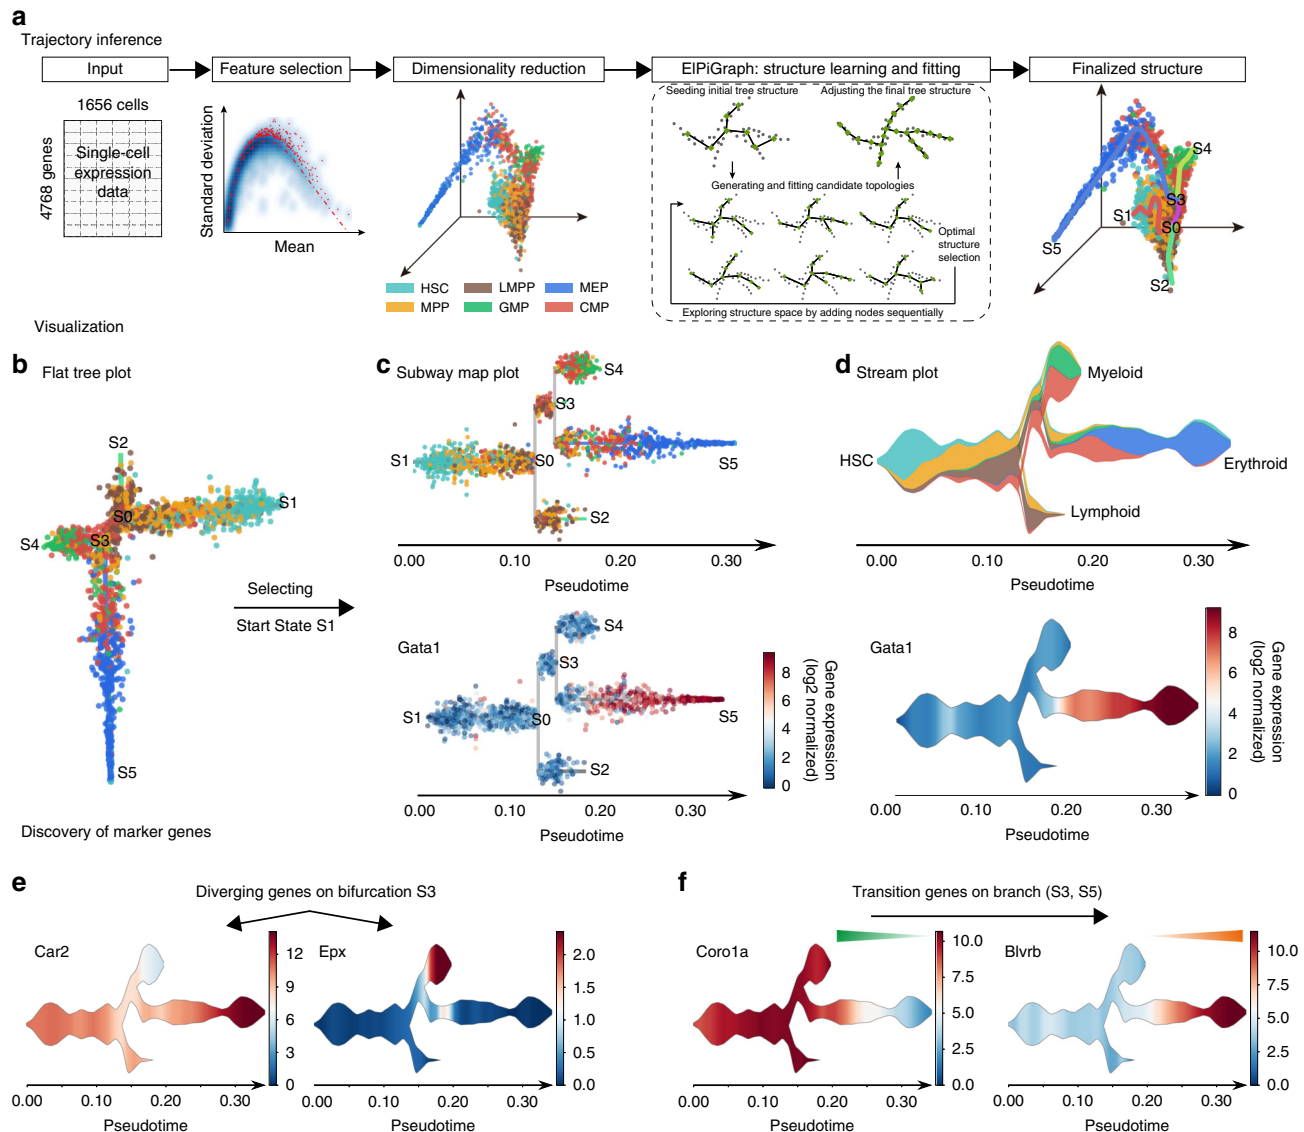 a
Trajectory inference
Input
Feature selection
Dimensionality reduction
ElPiGraph: structure learning and fitting
Finalized structure
1656 cells
4768 genes
Single-cell
expression
data
Standard deviation
Mean
HSC
LMPP
MEP
MPP
GMP
CMP
Seeding initial tree structure
Adjusting the final tree structure
Generating and fitting candidate topologies
Optimal
structure
selection
Exploring structure space by adding nodes sequentially
S4
S3
S1
S0
S5
S2
Visualization
b
Flat tree plot
S2
S1
S0
S4
S3
S5
Selecting
Start State S1
c
Subway map plot
S4
S3
S1
S0
S5
S2
0.00
0.10
0.20
0.30
Pseudotime
Gata1
S4
S3
S1
S0
S5
S2
0.00
0.10
0.20
0.30
Pseudotime
8
6
4
2
0
Gene expression
(log2 normalized)
d
Stream plot
Myeloid
HSC
Erythroid
Lymphoid
0.00
0.10
0.20
0.30
Pseudotime
Gata1
0.00
0.10
0.20
0.30
Pseudotime
8
6
4
2
0
Gene expression
(log2 normalized)
Discovery of marker genes
e
Diverging genes on bifurcation S3
Car2
12
9
6
3
0
0.00
0.10
0.20
0.30
Pseudotime
Epx
2.0
1.5
1.0
0.5
0.0
0.00
0.10
0.20
0.30
Pseudotime
f
Transition genes on branch (S3, S5)
Coro1a
10.0
7.5
5.0
2.5
0.0
0.00
0.10
0.20
0.30
Pseudotime
Blvrb
10.0
7.5
5.0
2.5
0.0
0.00
0.10
0.20
0.30
Pseudotime